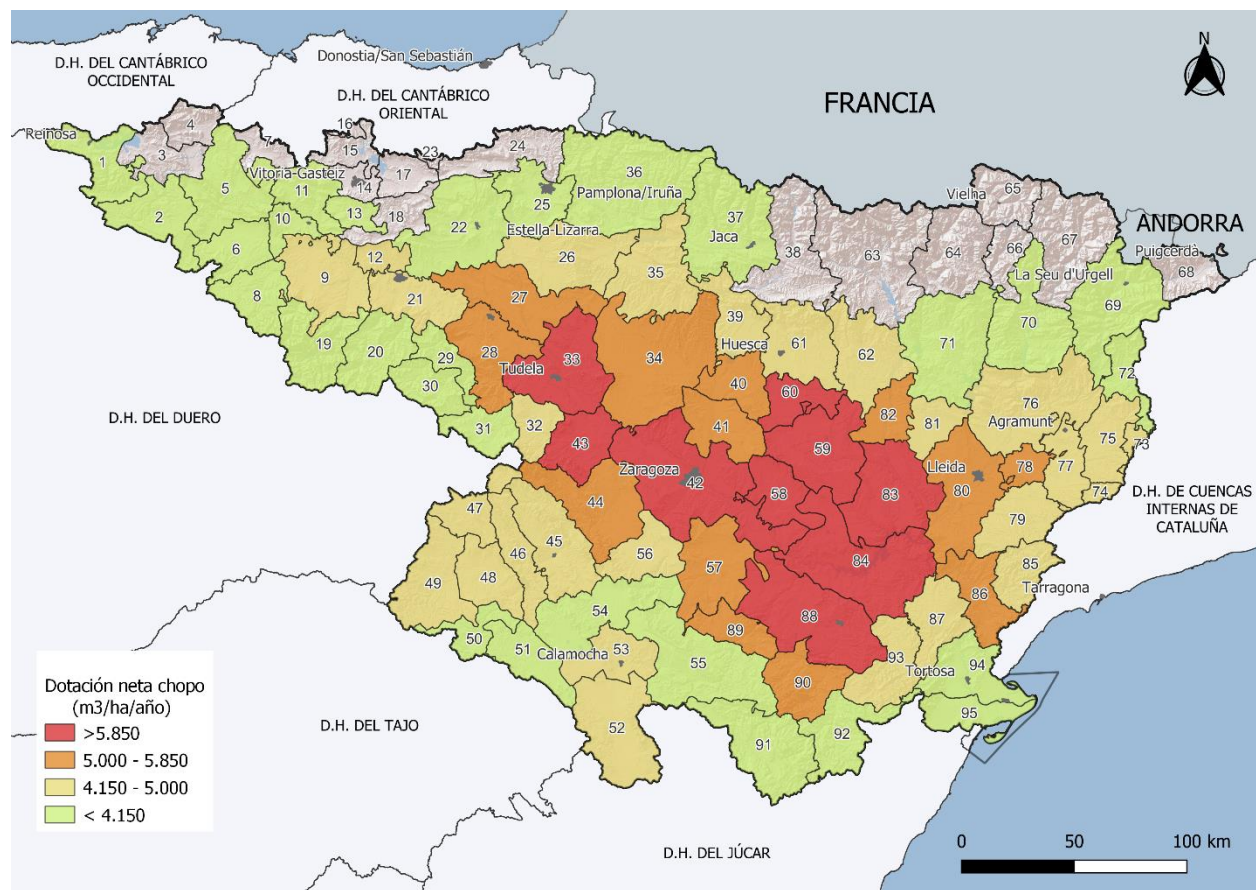 D.H. DEL CANTÁBRICO
OCCIDENTAL
Donostia/San Sebastián
D.H. DEL CANTÁBRICO
ORIENTAL
FRANCIA
N
Reinosa
Vitoria-Gasteiz
Pamplona/Iruña
Estella-Lizarra
Jaca
Vielha
ANDORRA
Puigcerdà
La Seu d'Urgell
Huesca
Tudela
Agramunt
D.H. DEL DUERO
Zaragoza
Lleida
D.H. DE CUENCAS
INTERNAS DE
CATALUÑA
Tarragona
Calamocha
Tortosa
1
2
3
4
5
6
7
8
9
10
11
12
13
14
15
16
17
18
19
20
21
22
23
24
25
26
27
28
29
30
31
32
33
34
35
36
37
38
39
40
41
42
43
44
45
46
47
48
49
50
51
52
53
54
55
56
57
58
59
60
61
62
63
64
65
66
67
68
69
70
71
72
73
74
75
76
77
78
79
80
81
82
83
84
85
86
87
88
89
90
91
92
93
94
95
Dotación neta chopo
(m3/ha/año)
>5.850
5.000 - 5.850
4.150 - 5.000
< 4.150
D.H. DEL TAJO
D.H. DEL JÚCAR
0 50 100 km